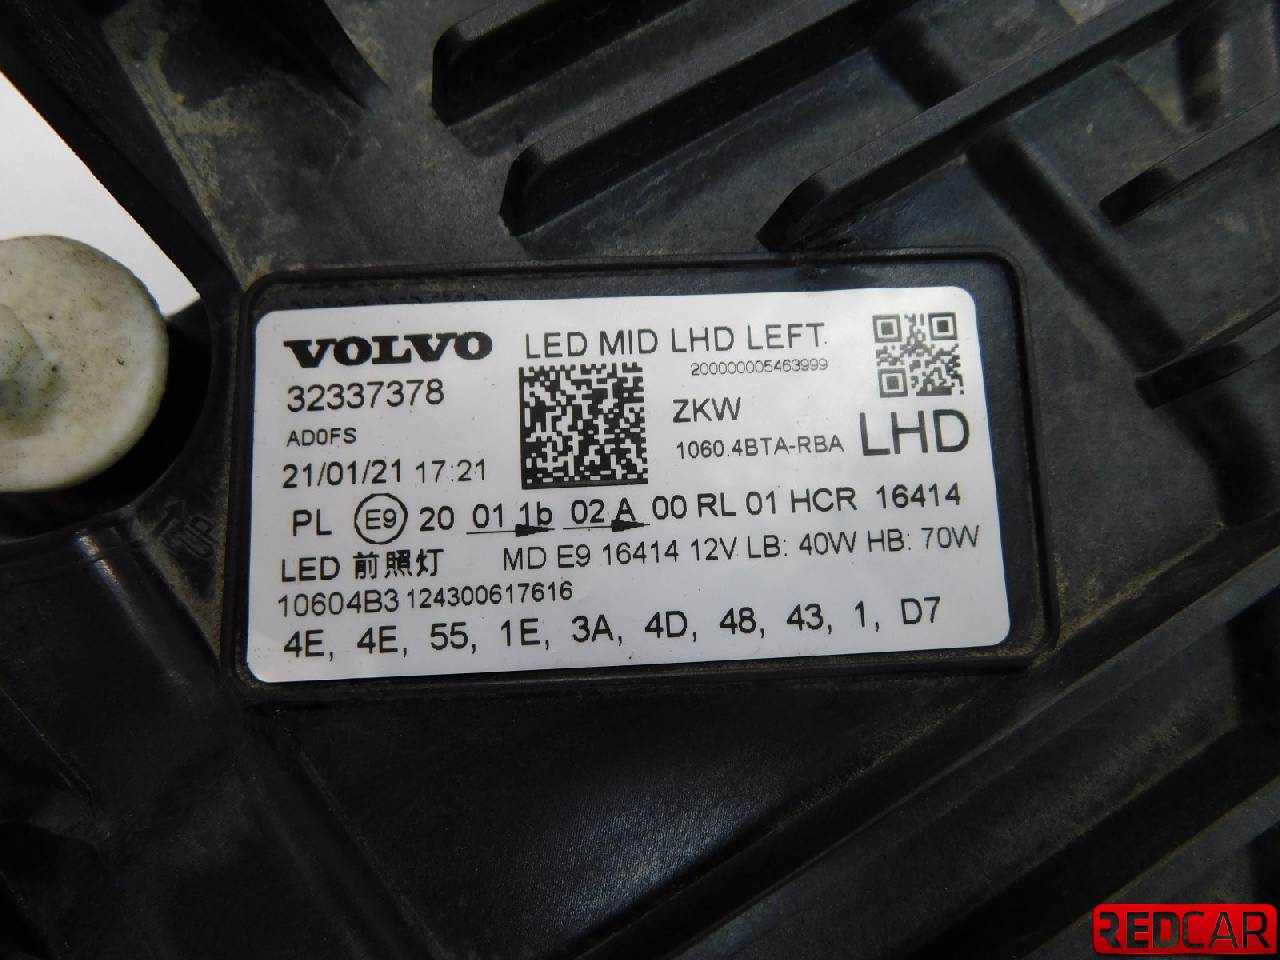 VOLVO LED MID LHD LEFT.
32337378 200000005463999
AD0FS ZKW LHD
21/01/21 17:21 1060.4BTA-RBA
PL E9 20 01 1b 02 A 00 RL 01 HCR 16414
LED 前照灯 MD E9 16414 12V LB: 40W HB: 70W
10604B3 124300617616
4E, 4E, 55, 1E, 3A, 4D, 48, 43, 1, D7
TOP
REDCAR